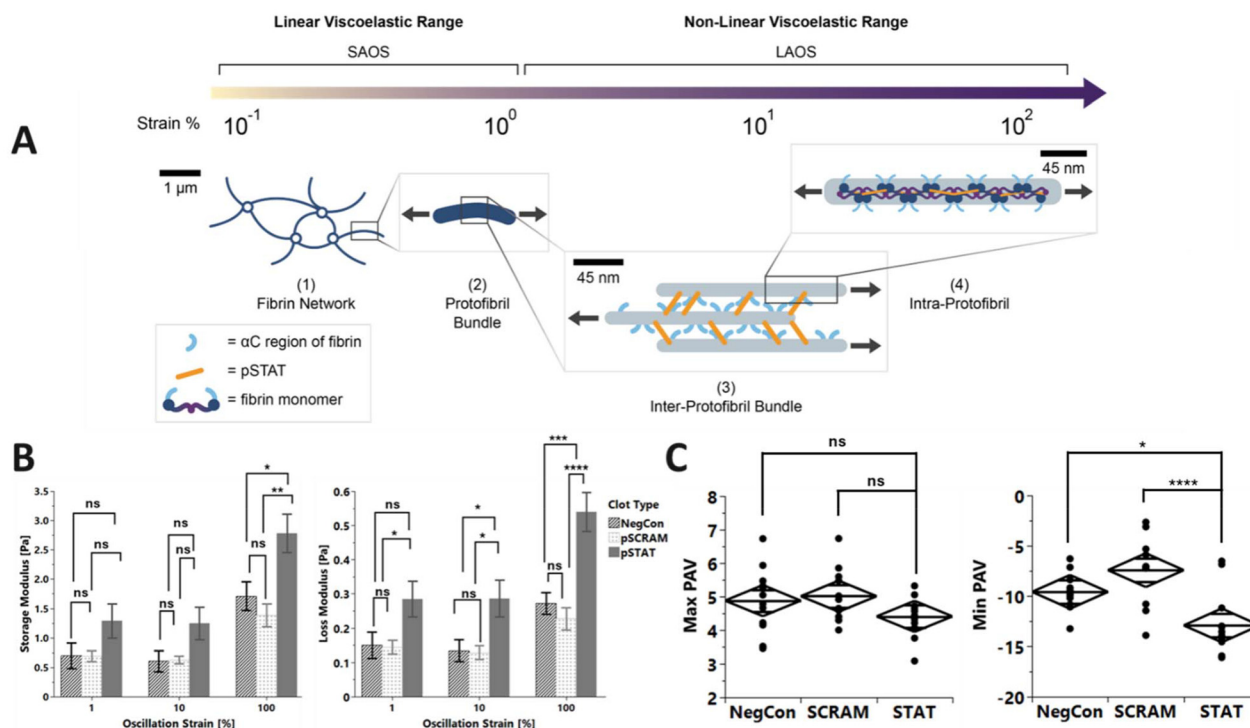 Linear Viscoelastic Range
Non-Linear Viscoelastic Range
SAOS
LAOS
Strain %
10-1
100
101
102
A
1 µm
45 nm
45 nm
(1)
Fibrin Network
(2)
Protofibril
Bundle
(4)
Intra-Protofibril
= αC region of fibrin
= pSTAT
= fibrin monomer
(3)
Inter-Protofibril Bundle
B
Storage Modulus [Pa]
3.5
3.0
2.5
2.0
1.5
1.0
0.5
0.0
ns
ns
ns
ns
ns
ns
*
**
ns
1
10
100
Oscillation Strain [%]
Loss Modulus [Pa]
0.6
0.5
0.4
0.3
0.2
0.1
0.0
ns
*
ns
*
*
ns
***
****
ns
1
10
100
Oscillation Strain [%]
Clot Type
NegCon
pSCRAM
pSTAT
C
Max PAV
8
7
6
5
4
3
2
ns
ns
NegCon SCRAM STAT
Min PAV
-0
-5
-10
-15
-20
*
****
NegCon SCRAM STAT